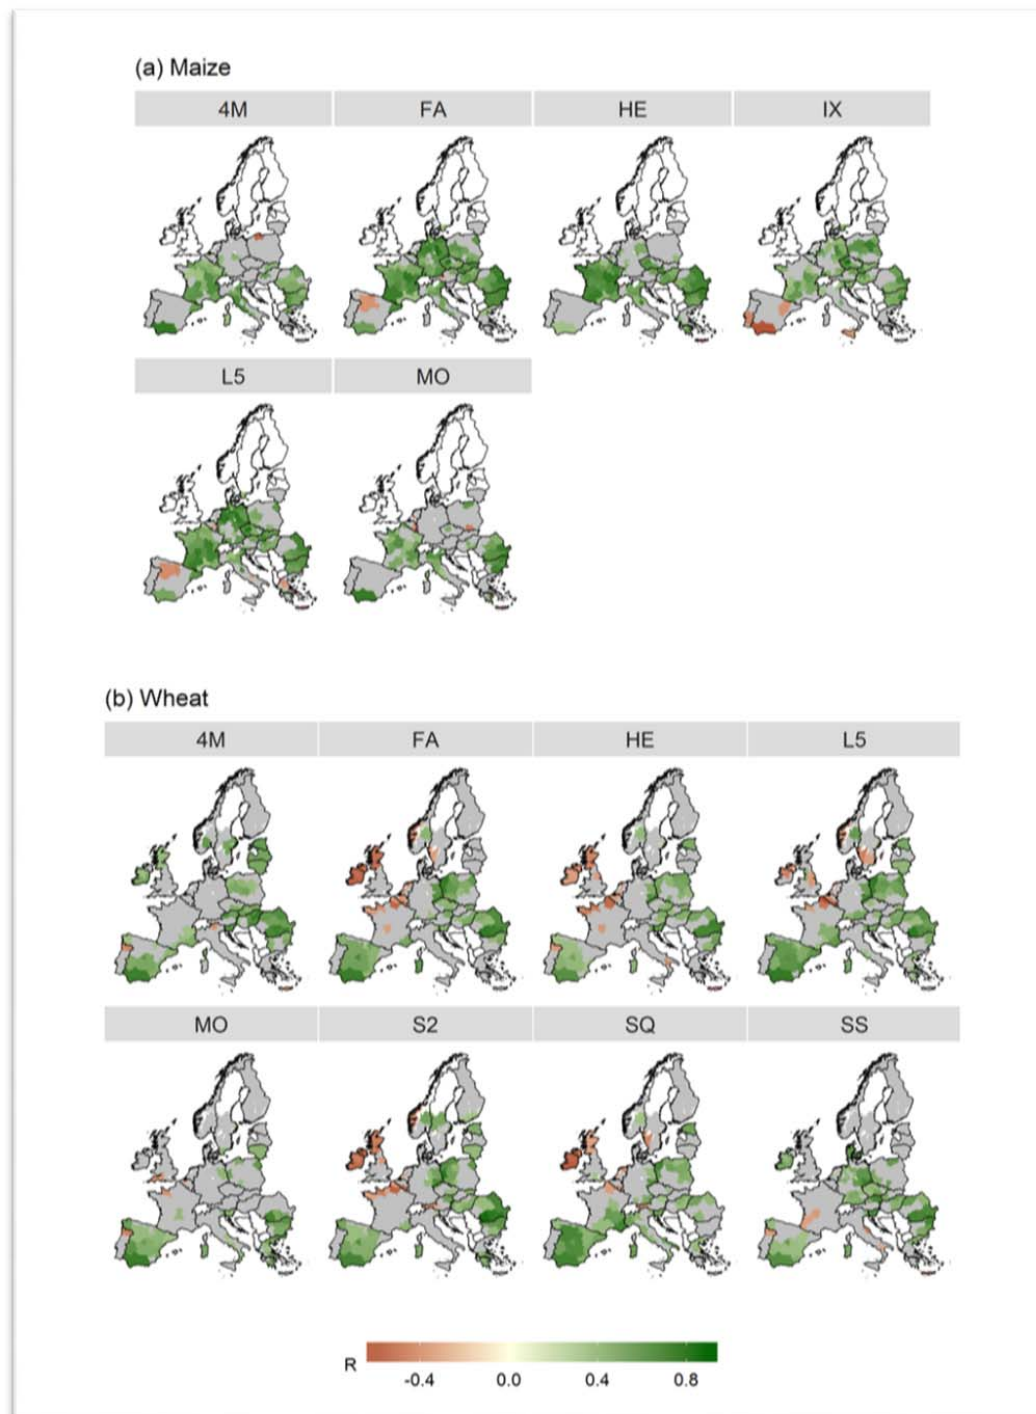 (a) Maize
4M FA HE IX
L5 MO
(b) Wheat
4M FA HE L5
MO S2 SQ SS
R
-0.4 0.0 0.4 0.8